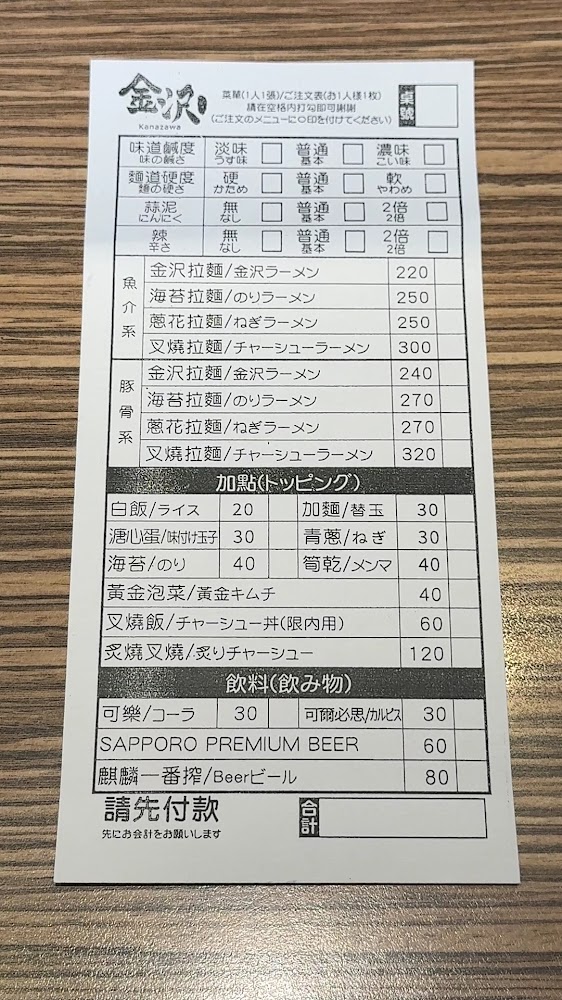 金沢
Kanazawa
菜單(1人1張)/ご注文表(お1人様1枚)
請在空格内打勾即可謝謝
(ご注文のメニューに○印を付けてください)
桌號
味道鹹度 淡味 普通 濃味
味の鹹さ うす味 基本 こい味
麵道硬度 硬 普通 軟
麵の硬さ かため 基本 やわめ
蒜泥 無 普通 2倍
にんにく なし 基本 2倍
辣 無 普通 2倍
辛さ なし 基本 2倍
魚介系
金沢拉麵/金沢ラーメン 220
海苔拉麵/のりラーメン 250
蔥花拉麵/ねぎラーメン 250
叉燒拉麵/チャーシューラーメン 300
豚骨系
金沢拉麵/金沢ラーメン 240
海苔拉麵/のりラーメン 270
蔥花拉麵/ねぎラーメン 270
叉燒拉麵/チャーシューラーメン 320
加點(トッピング)
白飯/ライス 20 加麵/替玉 30
溏心蛋/味付け玉子 30 青蔥/ねぎ 30
海苔/のり 40 筍乾/メンマ 40
黃金泡菜/黃金キムチ 40
叉燒飯/チャーシュー丼(限內用) 60
炙燒叉燒/炙りチャーシュー 120
飲料(飲み物)
可樂/コーラ 30 可爾必思/カルピス 30
SAPPORO PREMIUM BEER 60
麒麟一番搾/Beerビール 80
請先付款
先にお会計をお願いします
合計